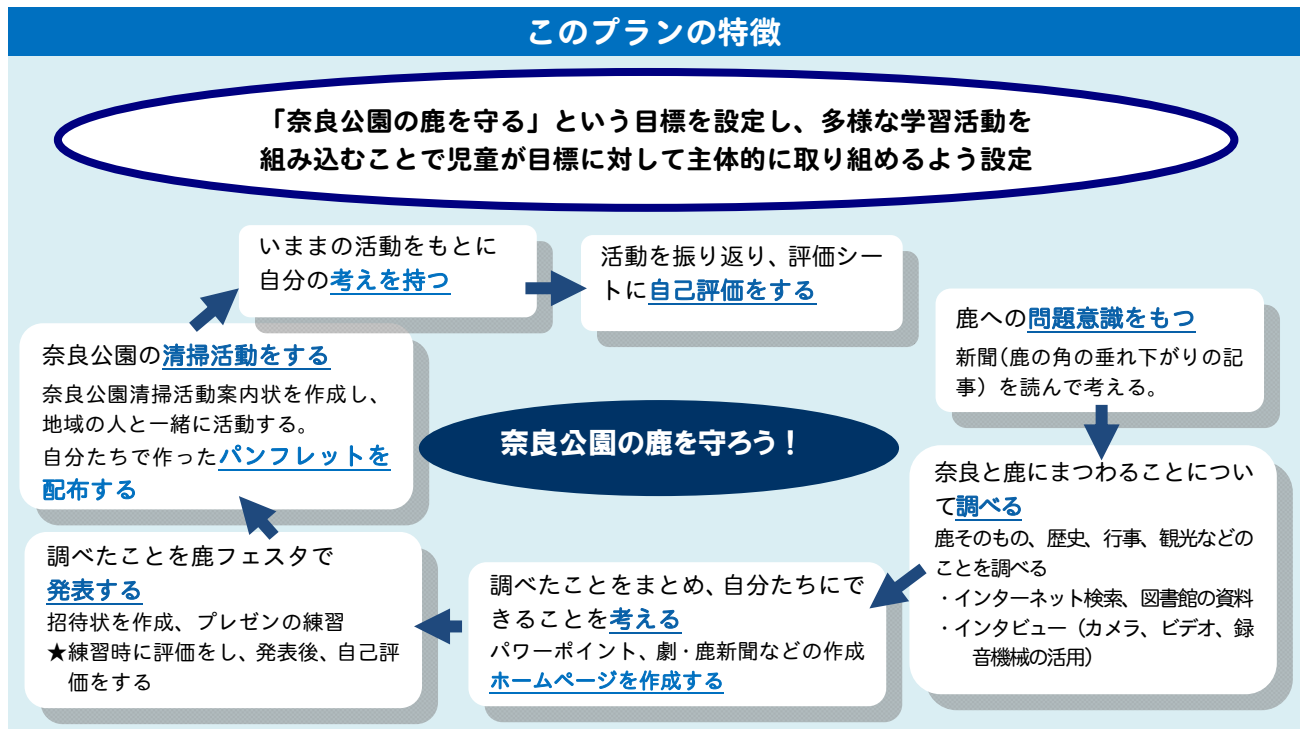 このプランの特徴
「奈良公園の鹿を守る」という目標を設定し、多様な学習活動を
組み込むことで児童が目標に対して主体的に取り組めるよう設定
鹿への問題意識をもつ
新聞（鹿の角の垂れ下がりの記
事）を読んで考える。
奈良と鹿にまつわることについ
て調べる
鹿そのもの、歴史、行事、観光などの
ことを調べる
・インターネット検索、図書館の資料
・インタビュー（カメラ、ビデオ、録
音機械の活用）
調べたことをまとめ、自分たちにで
きることを考える
パワーポイント、劇・鹿新聞などの作成
ホームページを作成する
調べたことを鹿フェスタで
発表する
招待状を作成、プレゼンの練習
★練習時に評価をし、発表後、自己評
価をする
奈良公園の清掃活動をする
奈良公園清掃活動案内状を作成し、
地域の人と一緒に活動する。
自分たちで作ったパンフレットを
配布する
いままの活動をもとに
自分の考えを持つ
活動を振り返り、評価シー
トに自己評価をする
奈良公園の鹿を守ろう！